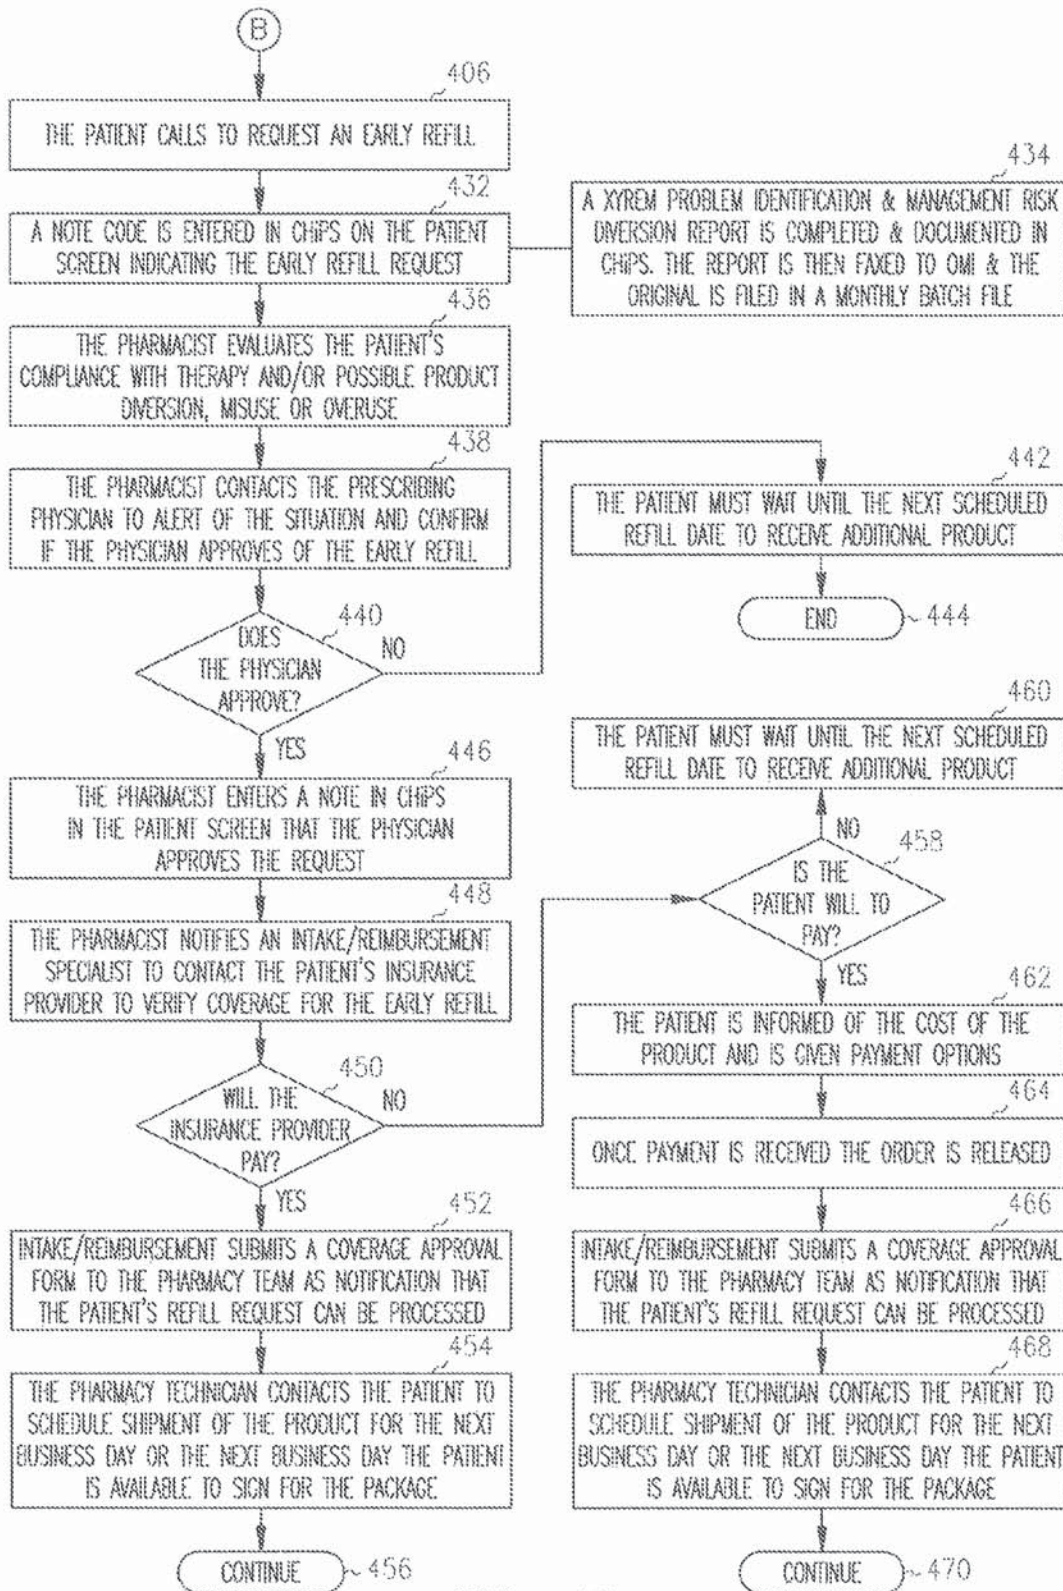 B
406
THE PATIENT CALLS TO REQUEST AN EARLY REFILL
432
A NOTE CODE IS ENTERED IN CHiPS ON THE PATIENT
SCREEN INDICATING THE EARLY REFILL REQUEST
434
A XYREM PROBLEM IDENTIFICATION & MANAGEMENT RISK
DIVERSION REPORT IS COMPLETED & DOCUMENTED IN
CHiPS. THE REPORT IS THEN FAXED TO OMI & THE
ORIGINAL IS FILED IN A MONTHLY BATCH FILE
436
THE PHARMACIST EVALUATES THE PATIENT'S
COMPLIANCE WITH THERAPY AND/OR POSSIBLE PRODUCT
DIVERSION, MISUSE OR OVERUSE
438
THE PHARMACIST CONTACTS THE PRESCRIBING
PHYSICIAN TO ALERT OF THE SITUATION AND CONFIRM
IF THE PHYSICIAN APPROVES OF THE EARLY REFILL
440
DOES
THE PHYSICIAN
APPROVE?
NO
442
THE PATIENT MUST WAIT UNTIL THE NEXT SCHEDULED
REFILL DATE TO RECEIVE ADDITIONAL PRODUCT
END
444
YES
446
THE PHARMACIST ENTERS A NOTE IN CHiPS
IN THE PATIENT SCREEN THAT THE PHYSICIAN
APPROVES THE REQUEST
448
THE PHARMACIST NOTIFIES AN INTAKE/REIMBURSEMENT
SPECIALIST TO CONTACT THE PATIENT'S INSURANCE
PROVIDER TO VERIFY COVERAGE FOR THE EARLY REFILL
450
WILL THE
INSURANCE PROVIDER
PAY?
NO
YES
452
INTAKE/REIMBURSEMENT SUBMITS A COVERAGE APPROVAL
FORM TO THE PHARMACY TEAM AS NOTIFICATION THAT
THE PATIENT'S REFILL REQUEST CAN BE PROCESSED
454
THE PHARMACY TECHNICIAN CONTACTS THE PATIENT TO
SCHEDULE SHIPMENT OF THE PRODUCT FOR THE NEXT
BUSINESS DAY OR THE NEXT BUSINESS DAY THE PATIENT
IS AVAILABLE TO SIGN FOR THE PACKAGE
CONTINUE
456
460
THE PATIENT MUST WAIT UNTIL THE NEXT SCHEDULED
REFILL DATE TO RECEIVE ADDITIONAL PRODUCT
NO
458
IS THE
PATIENT WILL TO
PAY?
YES
462
THE PATIENT IS INFORMED OF THE COST OF THE
PRODUCT AND IS GIVEN PAYMENT OPTIONS
464
ONCE PAYMENT IS RECEIVED THE ORDER IS RELEASED
466
INTAKE/REIMBURSEMENT SUBMITS A COVERAGE APPROVAL
FORM TO THE PHARMACY TEAM AS NOTIFICATION THAT
THE PATIENT'S REFILL REQUEST CAN BE PROCESSED
468
THE PHARMACY TECHNICIAN CONTACTS THE PATIENT TO
SCHEDULE SHIPMENT OF THE PRODUCT FOR THE NEXT
BUSINESS DAY OR THE NEXT BUSINESS DAY THE PATIENT
IS AVAILABLE TO SIGN FOR THE PACKAGE
CONTINUE
470